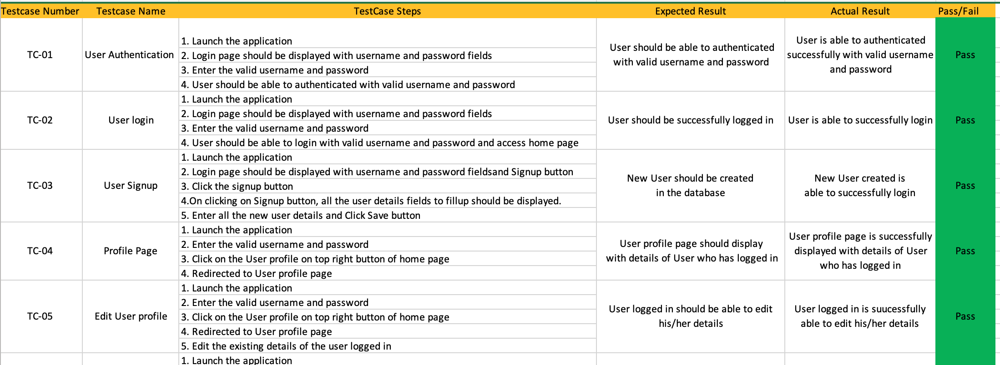 Testcase Number Testcase Name TestCase Steps Expected Result Actual Result Pass/Fail
TC-01
User Authentication
1. Launch the application
2. Login page should be displayed with username and password fields
3. Enter the valid username and password
4. User should be able to authenticated with valid username and password
User should be able to authenticated
with valid username and password
User is able to authenticated
successfully with valid username
and password
Pass
TC-02
User login
1. Launch the application
2. Login page should be displayed with username and password fields
3. Enter the valid username and password
4. User should be able to login with valid username and password and access home page
User should be successfully logged in
User is able to successfully login
Pass
TC-03
User Signup
1. Launch the application
2. Login page should be displayed with username and password fieldsand Signup button
3. Click the signup button
4.On clicking on Signup button, all the user details fields to fillup should be displayed.
5. Enter all the new user details and Click Save button
New User should be created
in the database
New User created is
able to successfully login
Pass
TC-04
Profile Page
1. Launch the application
2. Enter the valid username and password
3. Click on the User profile on top right button of home page
4. Redirected to User profile page
User profile page should display
with details of User who has logged in
User profile page is successfully
displayed with details of User
who has logged in
Pass
TC-05
Edit User profile
1. Launch the application
2. Enter the valid username and password
3. Click on the User profile on top right button of home page
4. Redirected to User profile page
5. Edit the existing details of the user logged in
User logged in should be able to edit
his/her details
User logged in is suucessfully
able to edit his/her details
Pass
1. Launch the application